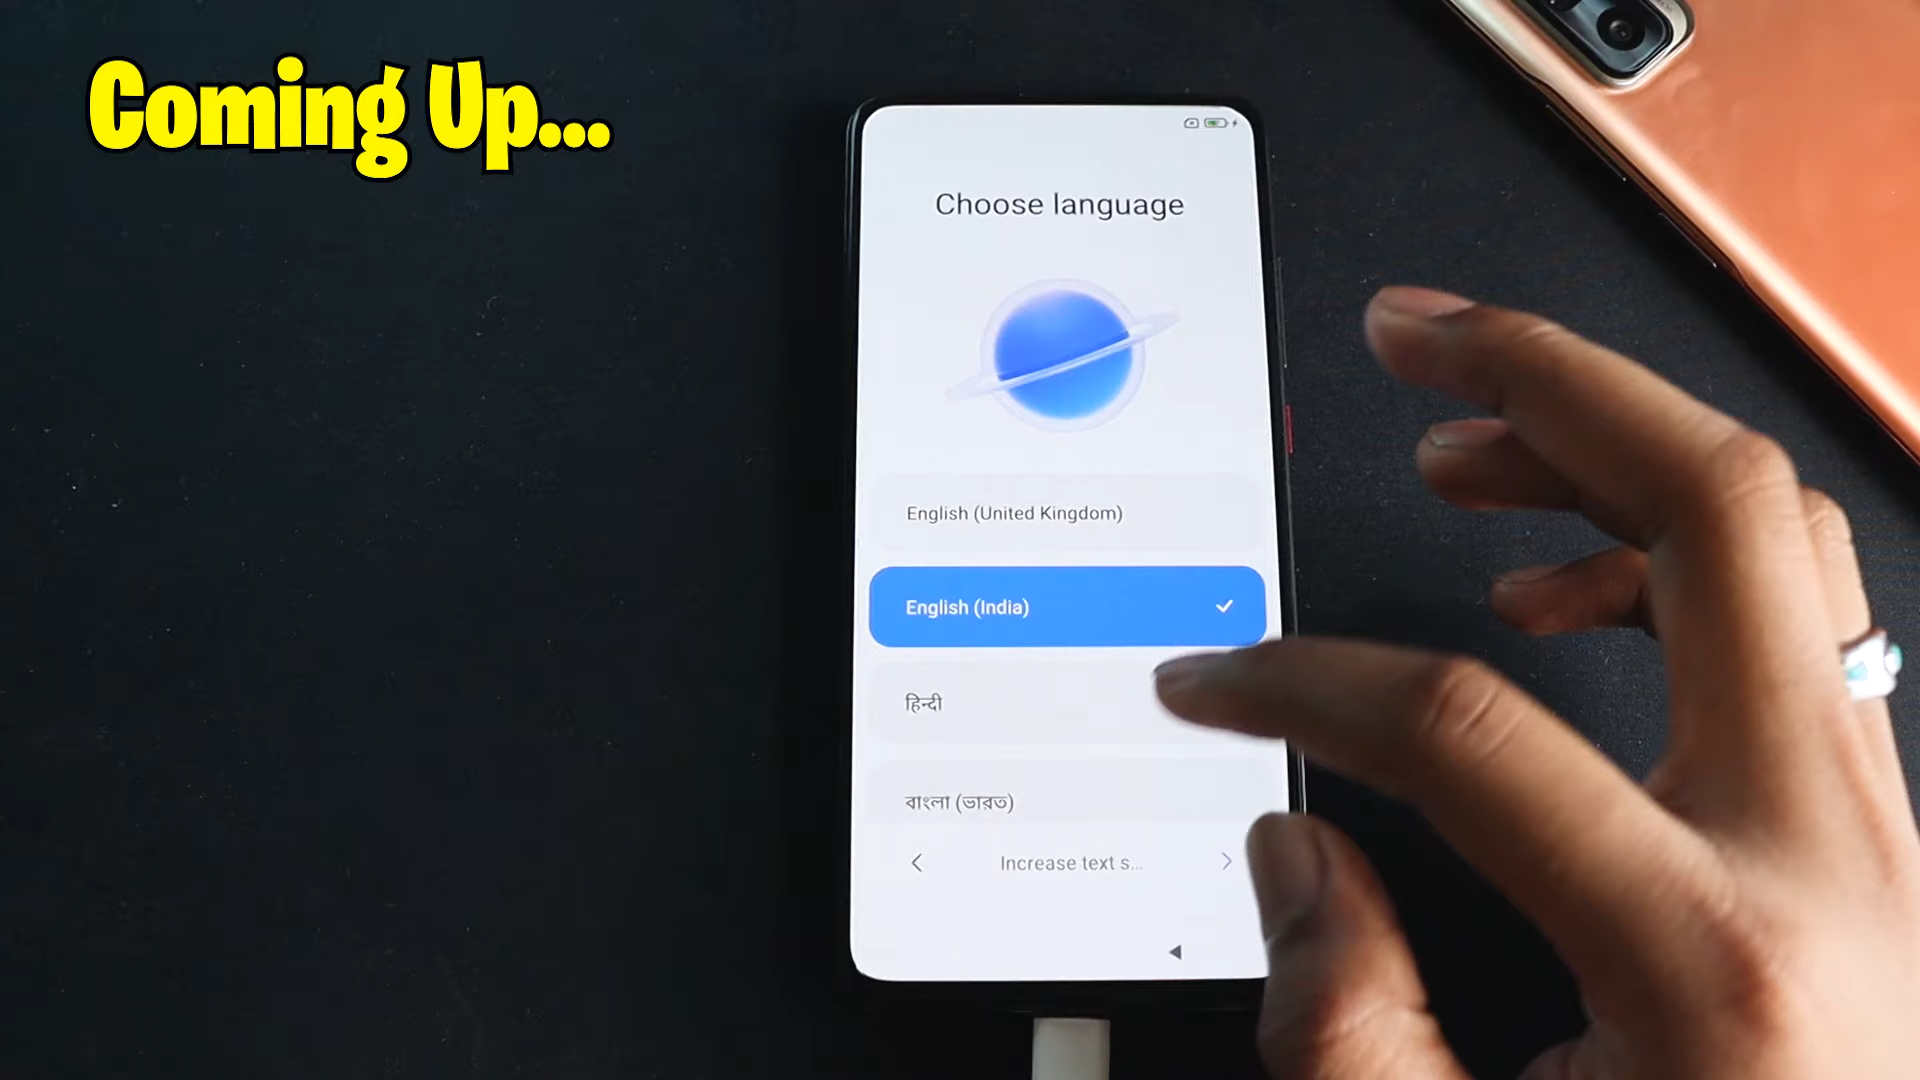 Coming Up...
Choose language
English (United Kingdom)
English (India)
हिन्दी
বাংলা (ভারত)
Increase text s...